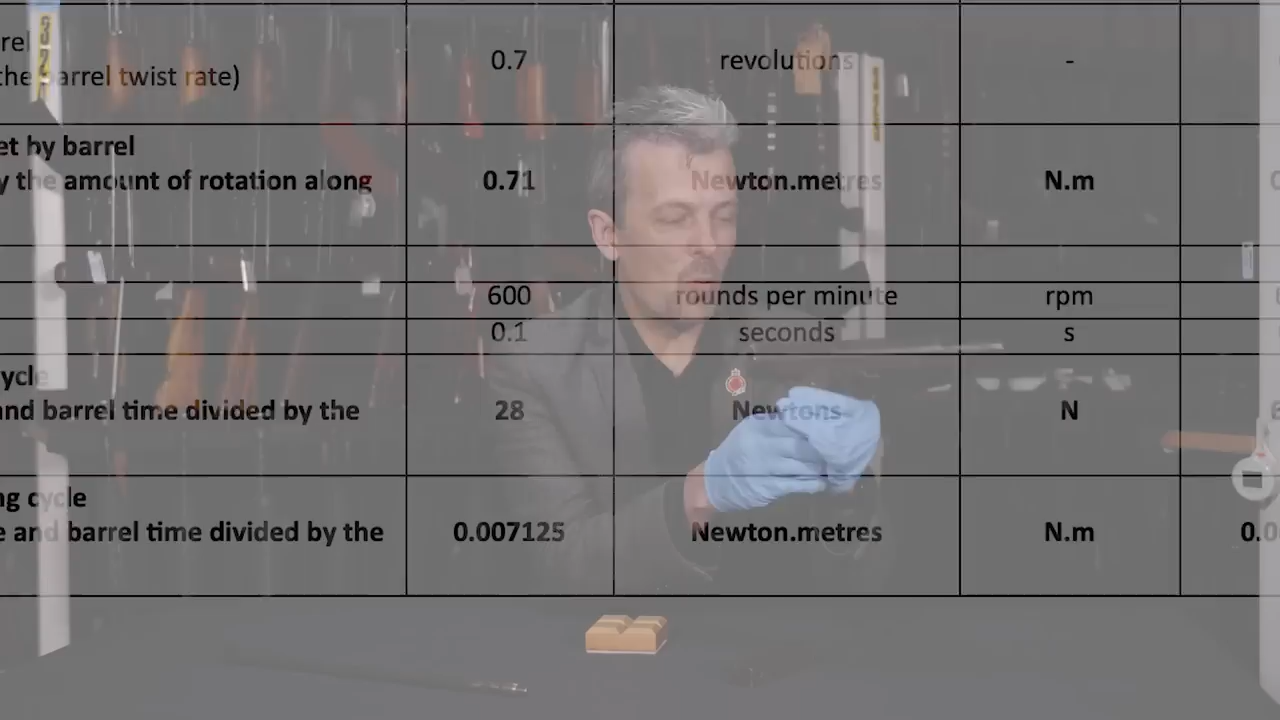 rel
the barrel twist rate)
0.7
revolutions
-
et by barrel
y the amount of rotation along
0.71
Newton.metres
N.m
600
rounds per minute
rpm
0.1
seconds
s
ycle
and barrel time divided by the
28
Newtons
N
ng cycle
e and barrel time divided by the
0.007125
Newton.metres
N.m
0.0